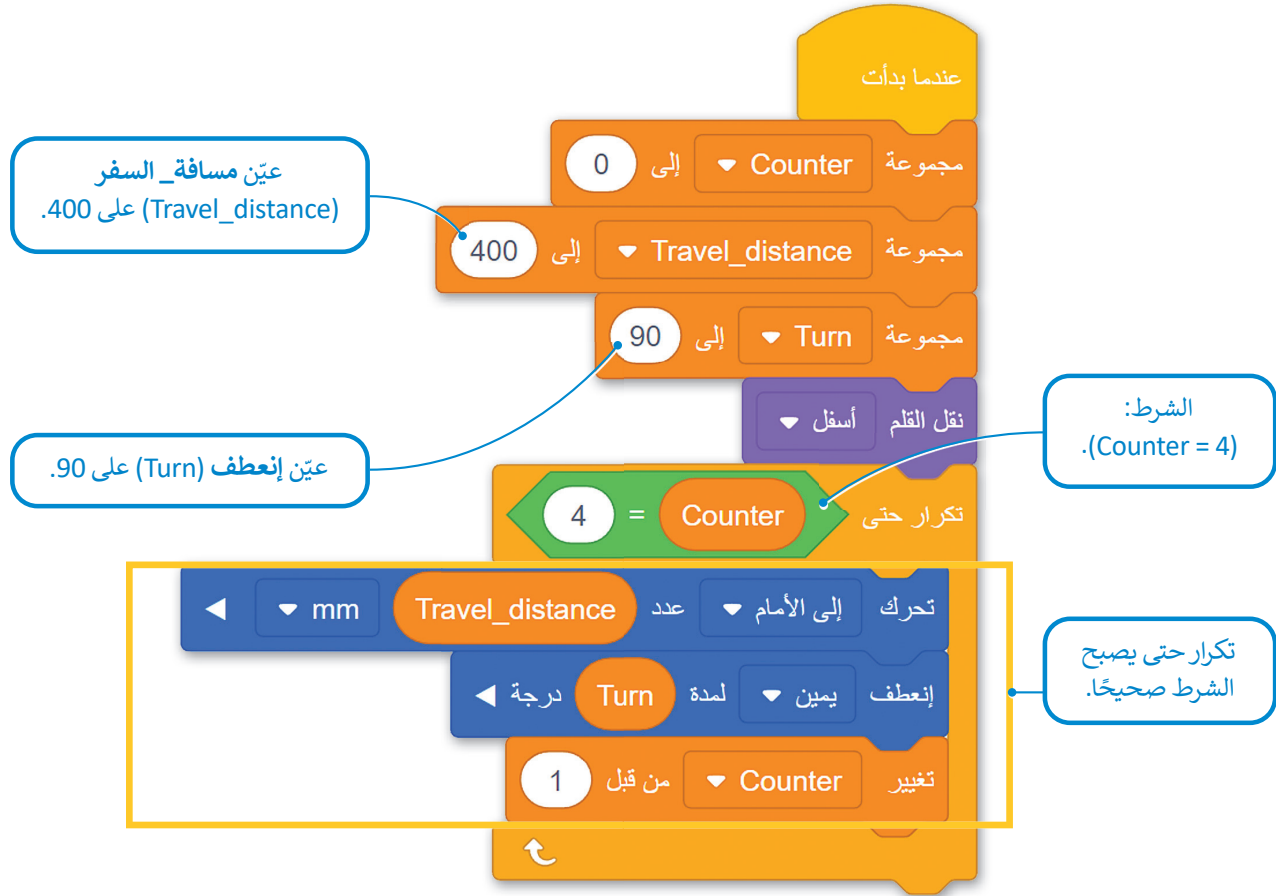 عندما بدأت
مجموعة Counter إلى 0
مجموعة Travel_distance إلى 400
مجموعة Turn إلى 90
نقل القلم أسفل
تكرار حتى Counter = 4
تحرك إلى الأمام عدد Travel_distance mm
إنعطف يمين لمدة Turn درجة
تغيير Counter من قبل 1
عيّن مسافة_ السفر
(Travel_distance) على 400.
عيّن إنعطف (Turn) على 90.
الشرط:
(Counter = 4).
تكرار حتى يصبح
الشرط صحيحًا.